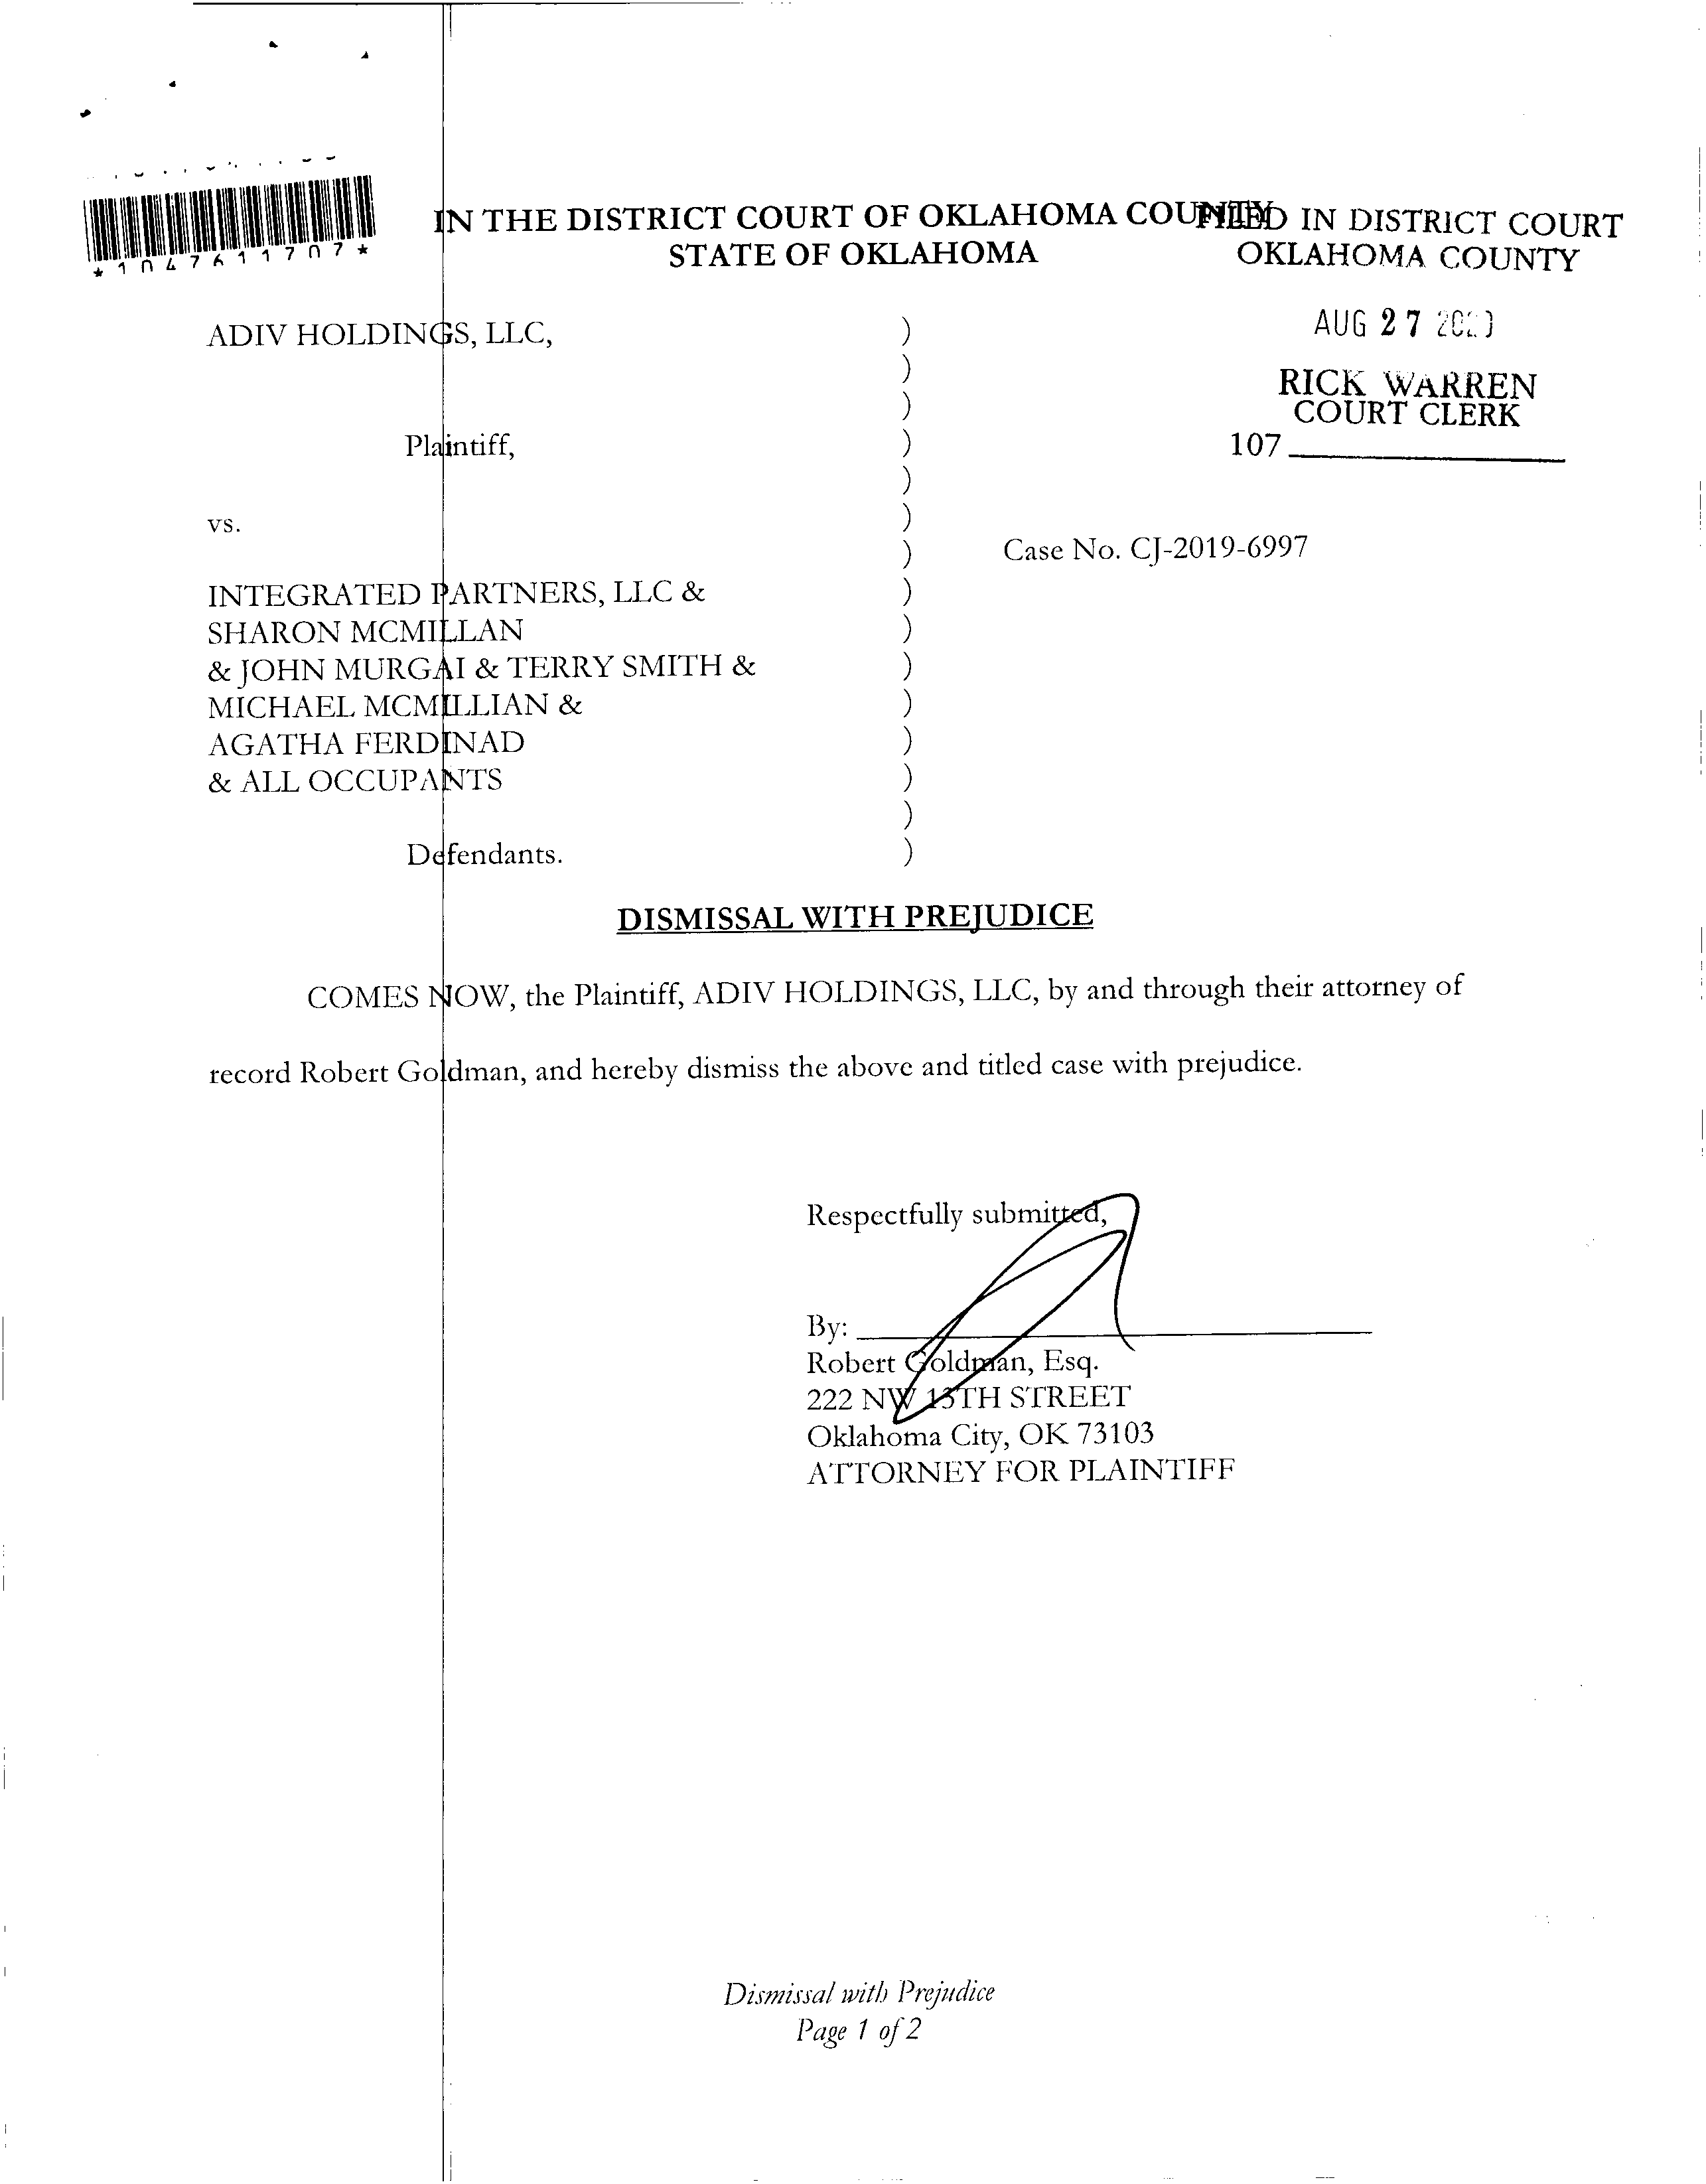 IN THE DISTRICT COURT OF OKLAHOMA COUNTY
STATE OF OKLAHOMA
FILED IN DISTRICT COURT
OKLAHOMA COUNTY
AUG 27
RICK WARREN
COURT CLERK
107
*1047611707*
ADIV HOLDINGS, LLC,
Plaintiff,
vs.
Case No. CJ-2019-6997
INTEGRATED PARTNERS, LLC &
SHARON MCMILLAN
& JOHN MURGAI & TERRY SMITH &
MICHAEL MCMILLIAN &
AGATHA FERDINAD
& ALL OCCUPANTS
Defendants.
DISMISSAL WITH PREJUDICE
COMES NOW, the Plaintiff, ADIV HOLDINGS, LLC, by and through their attorney of
record Robert Goldman, and hereby dismiss the above and titled case with prejudice.
Respectfully submitted,
By:
Robert Goldman, Esq.
222 NW 13TH STREET
Oklahoma City, OK 73103
ATTORNEY FOR PLAINTIFF
Dismissal with Prejudice
Page 1 of 2